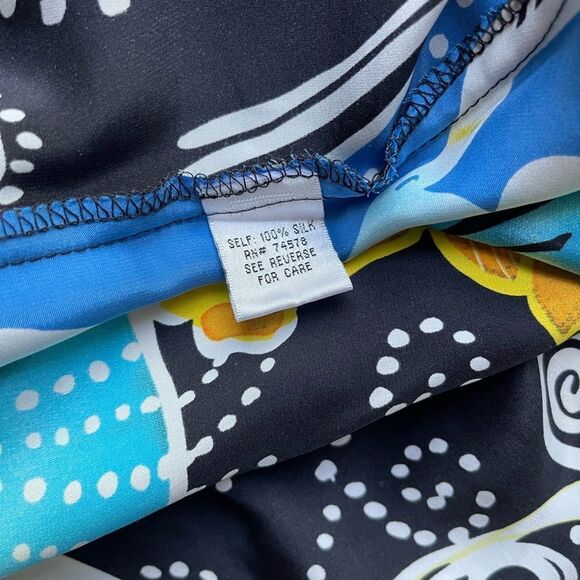 SELF: 100% SILK
RN# 74578
SEE REVERSE
FOR CARE